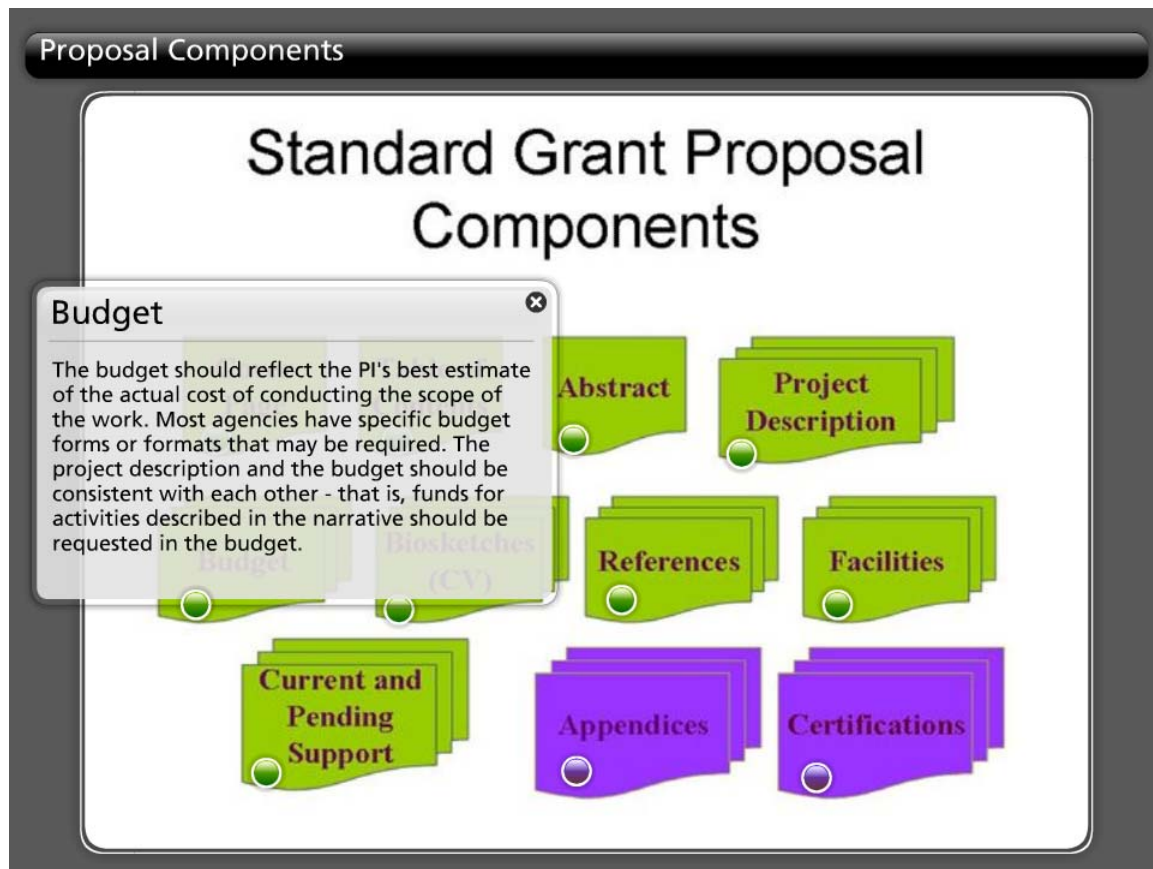 Proposal Components
Standard Grant Proposal
Components
Budget
The budget should reflect the PI's best estimate
of the actual cost of conducting the scope of
the work. Most agencies have specific budget
forms or formats that may be required. The
project description and the budget should be
consistent with each other - that is, funds for
activities described in the narrative should be
requested in the budget.
Abstract
Project
Description
Budget
Biosketches
(CV)
References
Facilities
Current and
Pending
Support
Appendices
Certifications